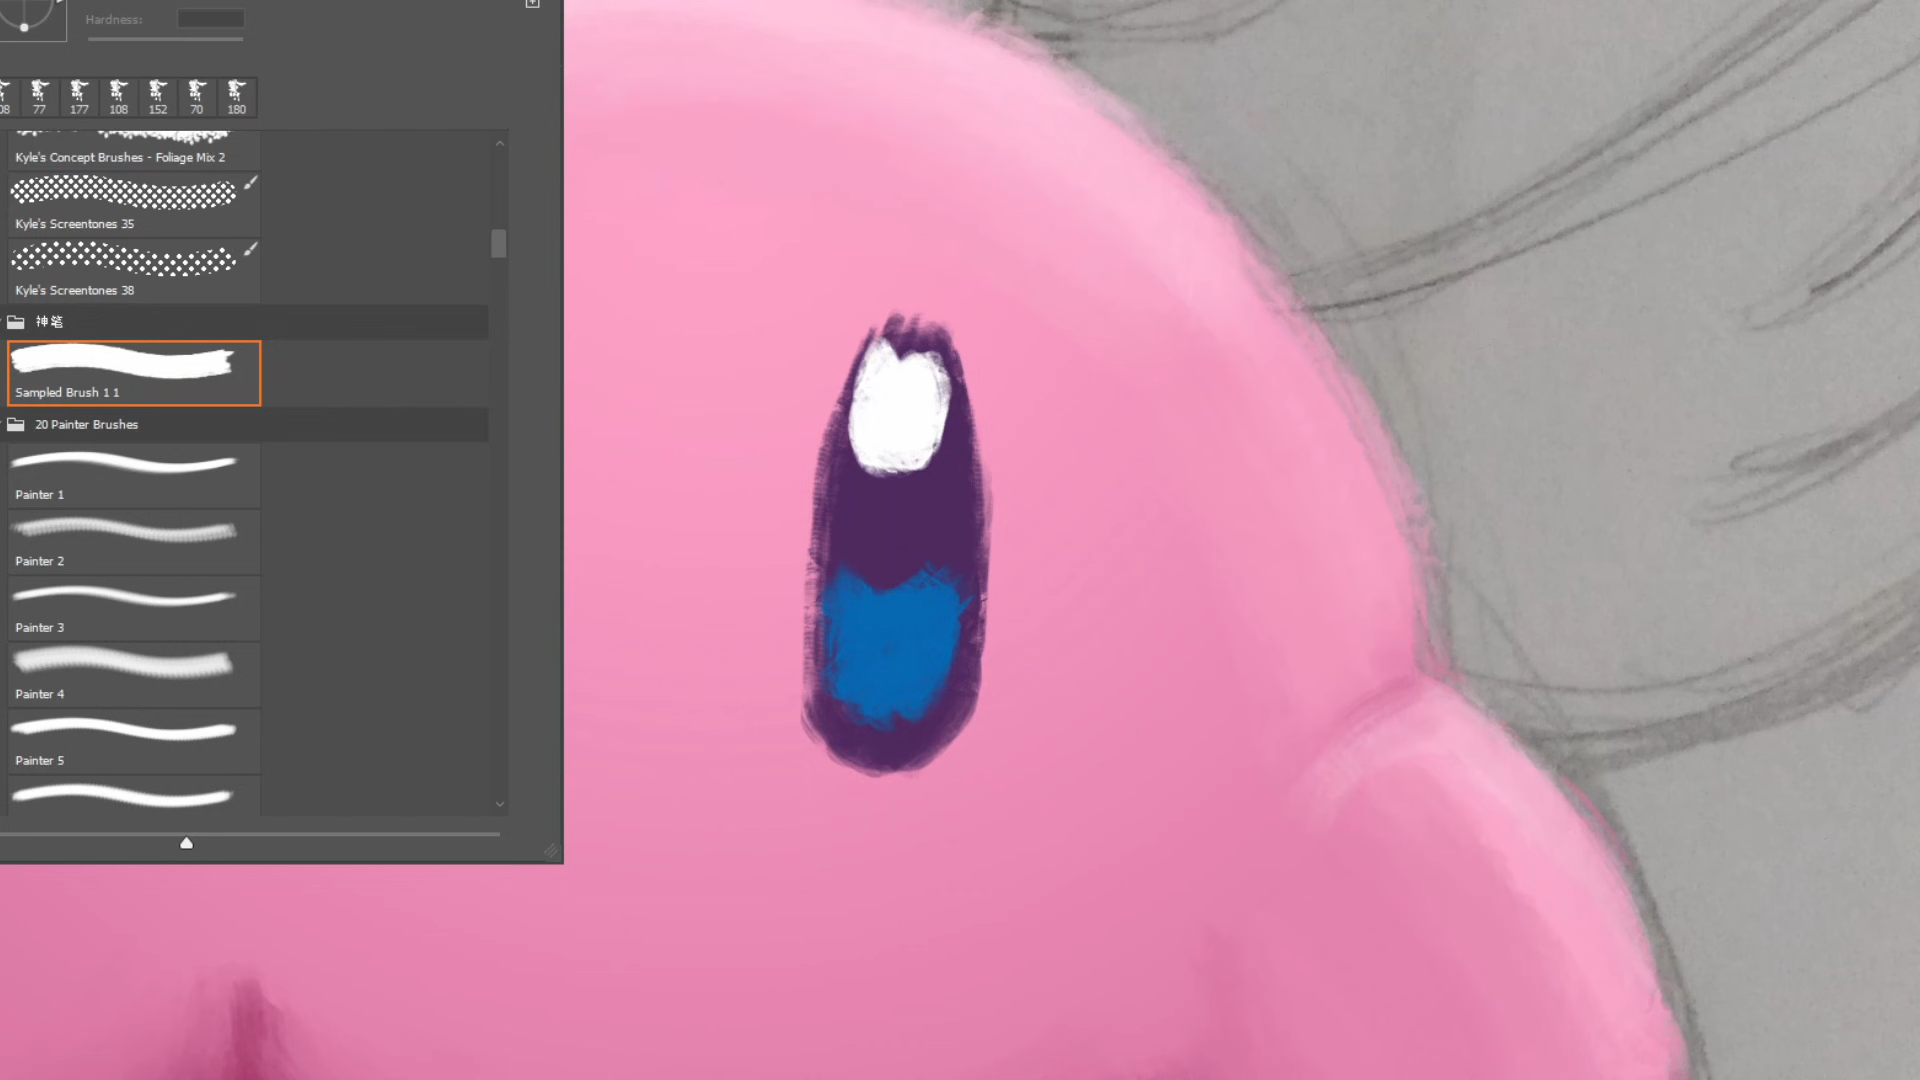 Hardness:
08 77 177 108 152 70 180
Kyle's Concept Brushes - Foliage Mix 2
Kyle's Screentones 35
Kyle's Screentones 38
神笔
Sampled Brush 1 1
20 Painter Brushes
Painter 1
Painter 2
Painter 3
Painter 4
Painter 5